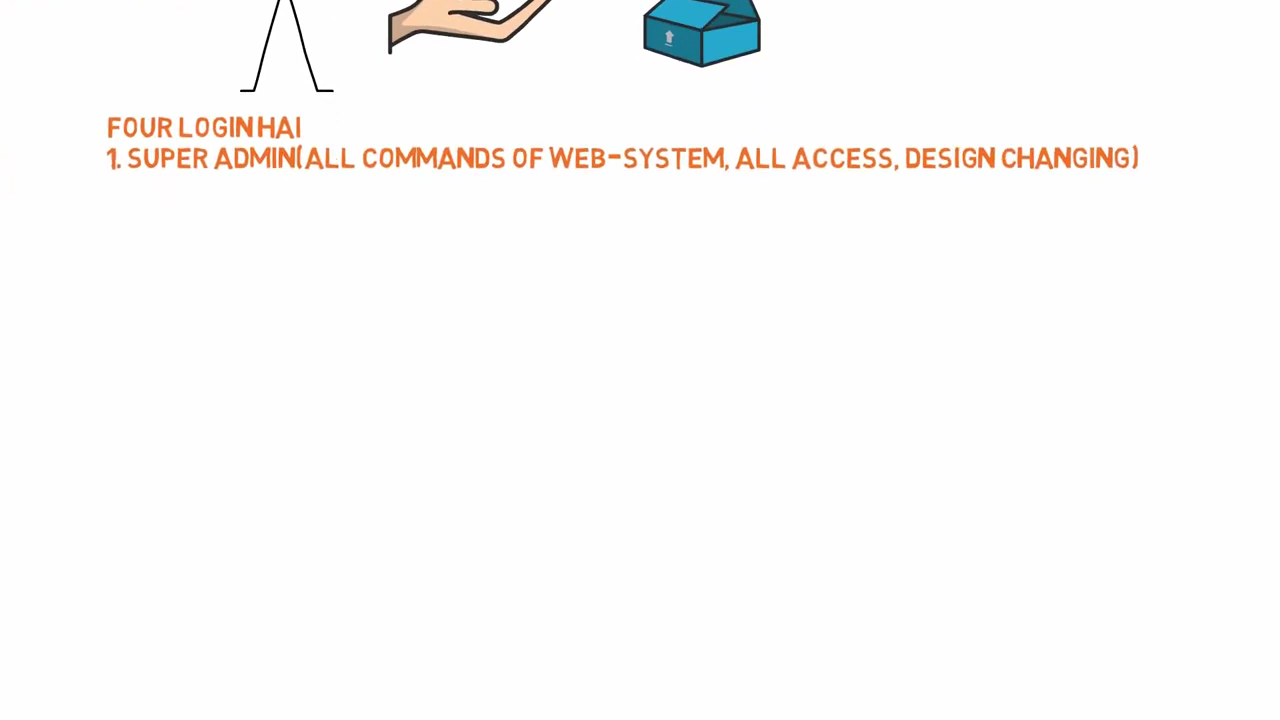 FOUR LOGIN HAI
1. SUPER ADMIN(ALL COMMANDS OF WEB-SYSTEM, ALL ACCESS, DESIGN CHANGING)